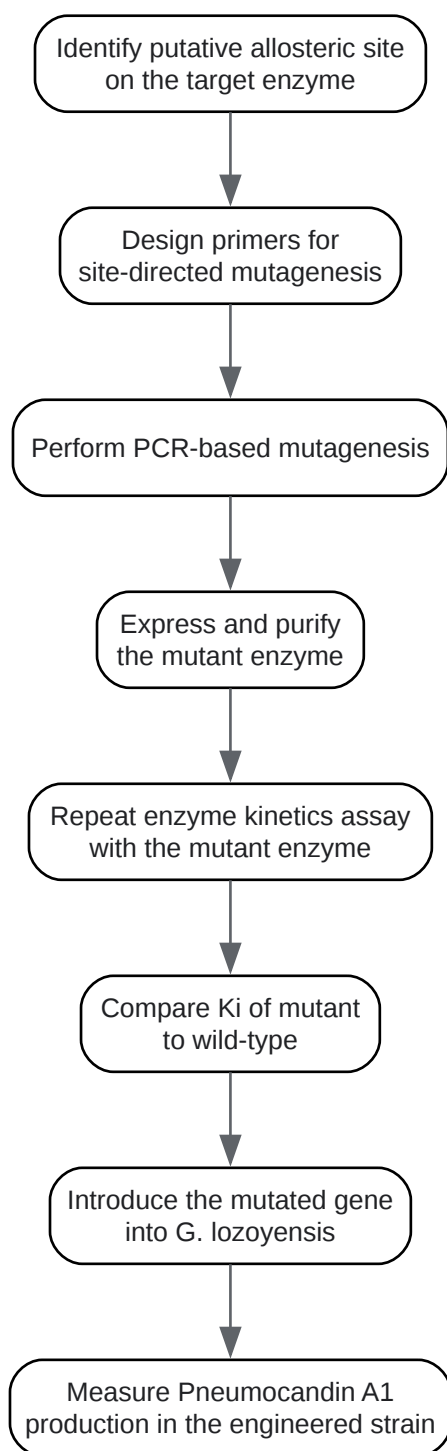 Identify putative allosteric site
on the target enzyme
Design primers for
site-directed mutagenesis
Perform PCR-based mutagenesis
Express and purify
the mutant enzyme
Repeat enzyme kinetics assay
with the mutant enzyme
Compare Ki of mutant
to wild-type
Introduce the mutated gene
into G. lozoyensis
Measure Pneumocandin A1
production in the engineered strain